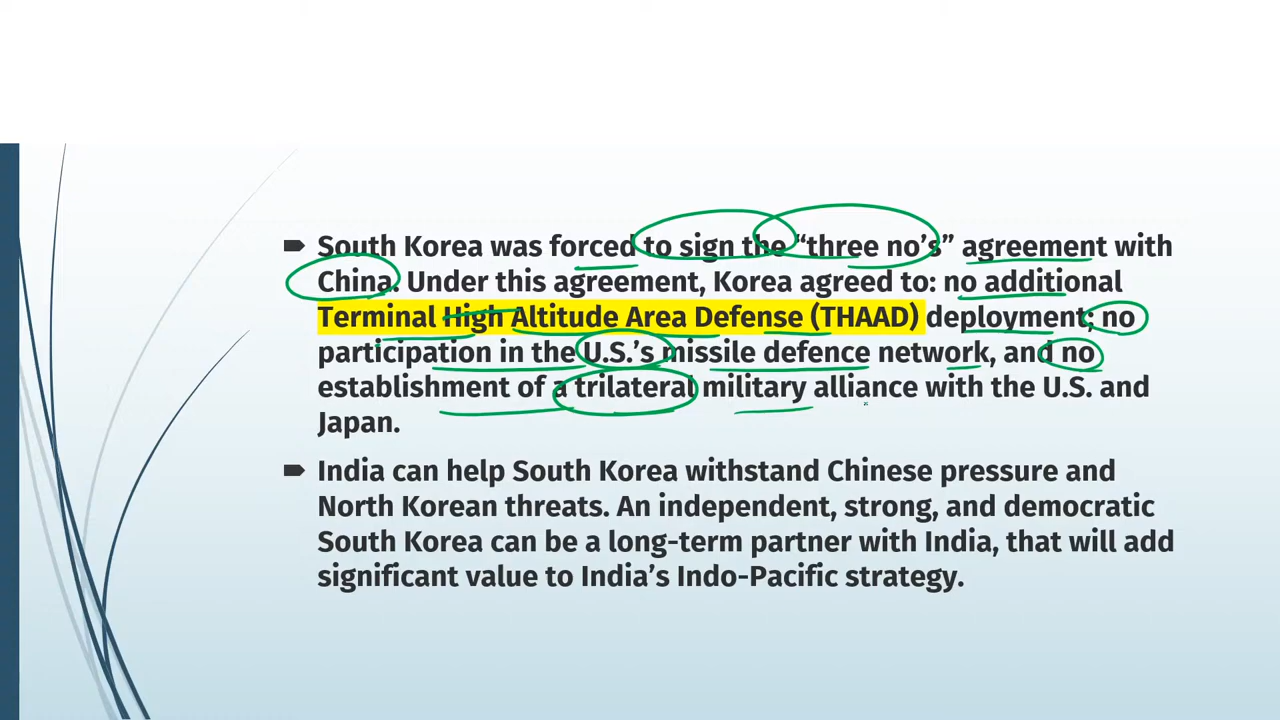 South Korea was forced to sign the “three no’s” agreement with
China. Under this agreement, Korea agreed to: no additional
Terminal High Altitude Area Defense (THAAD) deployment; no
participation in the U.S.’s missile defence network, and no
establishment of a trilateral military alliance with the U.S. and
Japan.
India can help South Korea withstand Chinese pressure and
North Korean threats. An independent, strong, and democratic
South Korea can be a long-term partner with India, that will add
significant value to India’s Indo-Pacific strategy.